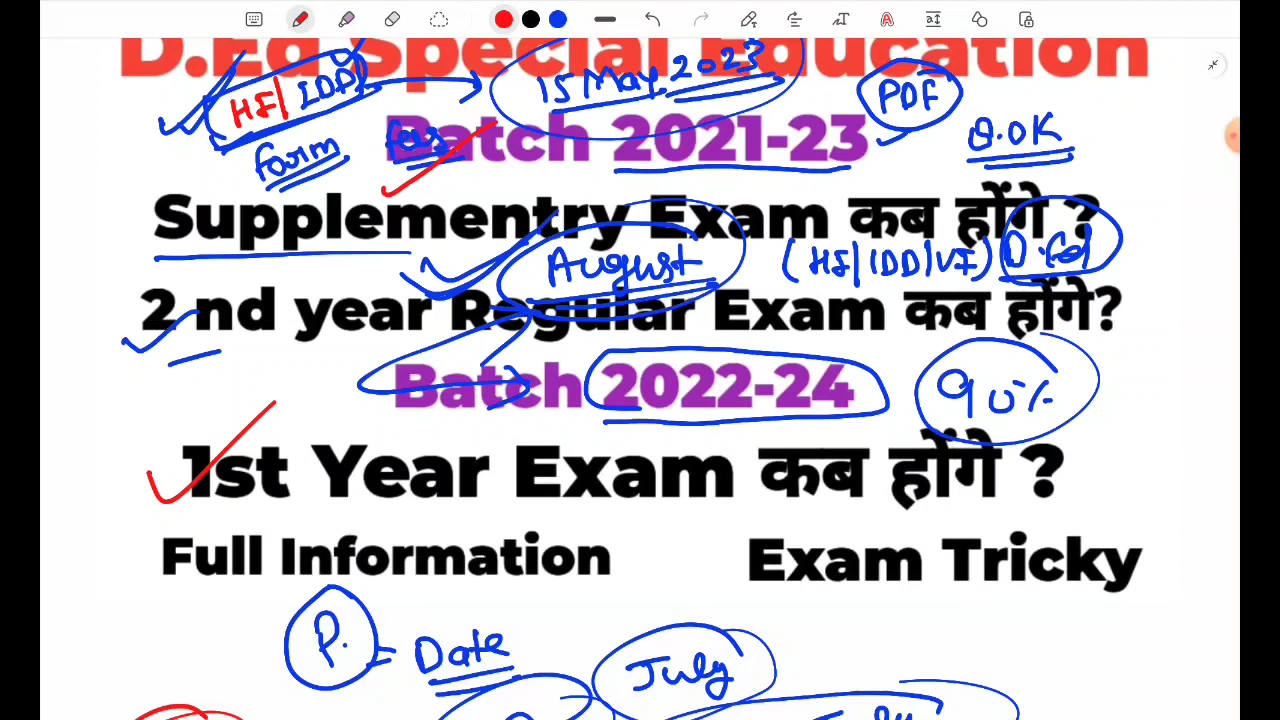 D.Ed Special Education
HI| IDD
15 May 2023
PDF
Batch 2021-23
form fees
Q.OK
Supplementry Exam कब होंगे ?
August (HI|IDD|VI) D.Ed
2 nd year Regular Exam कब होंगे?
Batch 2022-24
90%
1st Year Exam कब होंगे ?
Full Information Exam Tricky
P. = Date July
July